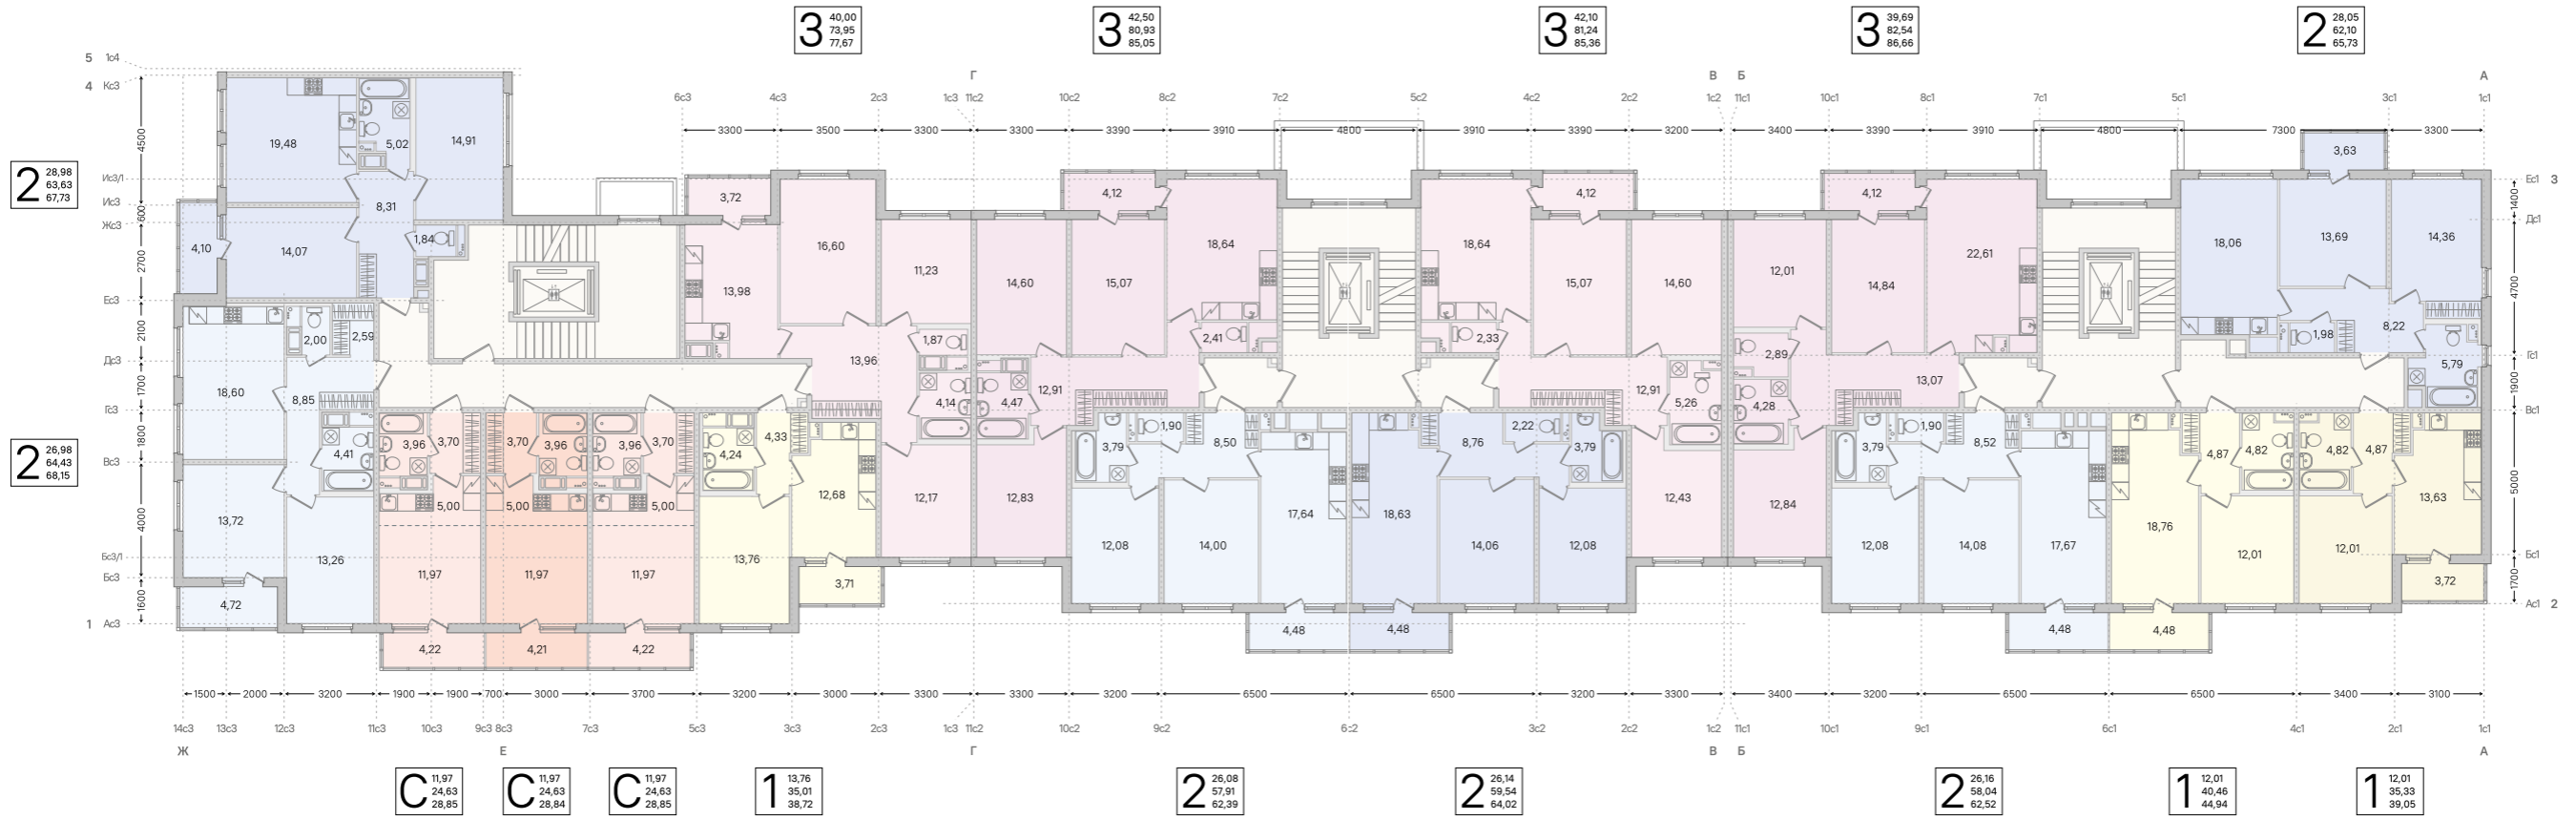 3 40,00
73,95
77,67
3 42,50
80,93
85,05
3 42,10
81,24
85,36
3 39,69
82,54
86,66
2 28,05
62,10
65,73
5 1с4
4 Кс3
Г В Б А
6с3 4с3 2с3 1с3 11с2 10с2 8с2 7с2 5с2 4с2 2с2 1с2 11с1 10с1 8с1 7с1 5с1 3с1 1с1
3300 3500 3300 3300 3390 3910 4800 3910 3390 3200 3400 3390 3910 4800 7300 3300
4500
19,48 5,02 14,91
3,63
2 28,98
63,63
67,73
Ис3/1
Ис3
Жс3
Ес3
Дс3
Гс3
Вс3
Бс3/1
Бс3
1 Ас3
600
2700
2100
1700
1800
4000
1600
Ес1 3
Дс1
Гс1
Вс1
Бс1
Ас1 2
1400
4700
1900
5000
1700
8,31 3,72 4,12 4,12 4,12
4,10 14,07 1,84 16,60 11,23 18,64 18,64 22,61 18,06 13,69 14,36
13,98 14,60 15,07 15,07 14,60 12,01 14,84
2,00 2,59 1,87 2,41 2,33 2,89 1,98 8,22
13,96 5,79
18,60 8,85 4,14 4,47 12,91 12,91 5,26 4,28 13,07
2 26,98
64,43
68,15
4,41 3,96 3,70 3,70 3,96 3,96 3,70 4,24 4,33 3,79 1,90 8,50 8,76 2,22 3,79 3,79 1,90 8,52 4,87 4,82 4,82 4,87
13,72 5,00 5,00 5,00 12,68 12,17 12,83 17,64 18,63 12,43 12,84 18,76 13,63
13,26 11,97 11,97 11,97 13,76 12,08 14,00 14,06 12,08 12,08 14,08 17,67 12,01 12,01
4,72 3,71 3,72
4,22 4,21 4,22 4,48 4,48 4,48 4,48
1500 2000 3200 1900 1900 700 3000 3700 3200 3000 3300 3300 3200 6500 6500 3200 3300 3400 3200 6500 6500 3400 3100
14с3 13с3 12с3 11с3 10с3 9с3 8с3 7с3 5с3 3с3 2с3 1с3 11с2 10с2 9с2 6с2 3с2 2с2 1с2 11с1 10с1 9с1 6с1 4с1 2с1 1с1
Ж Е Г В Б А
С 11,97
24,63
28,85
С 11,97
24,63
28,84
С 11,97
24,63
28,85
1 13,76
35,01
38,72
2 26,08
57,91
62,39
2 26,14
59,54
64,02
2 26,16
58,04
62,52
1 12,01
40,46
44,94
1 12,01
35,33
39,05